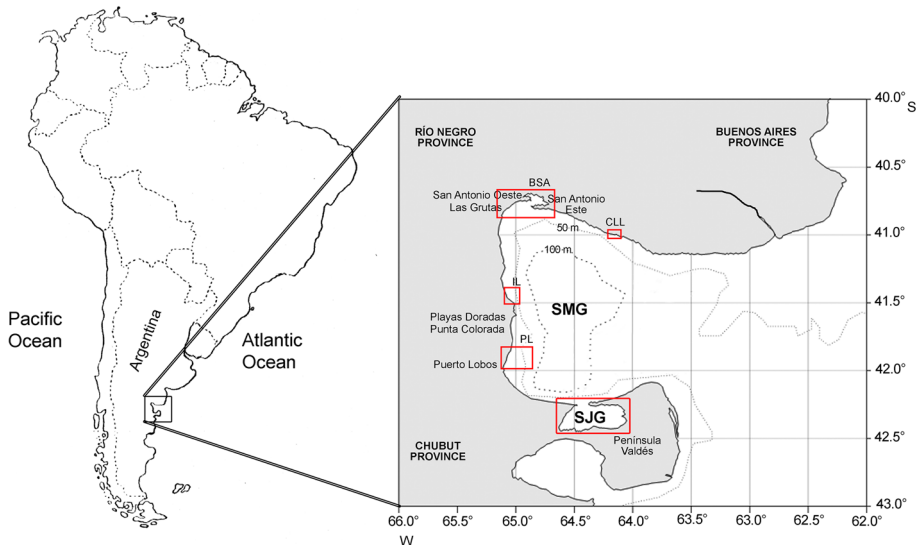 Pacific
Ocean
Argentina
Atlantic
Ocean
RÍO NEGRO
PROVINCE
BUENOS AIRES
PROVINCE
BSA
San Antonio Oeste
Las Grutas
San Antonio
Este
CLL
50 m
100 m
IL
SMG
Playas Doradas
Punta Colorada
PL
Puerto Lobos
SJG
Península
Valdés
CHUBUT
PROVINCE
40.0°
S
40.5°
41.0°
41.5°
42.0°
42.5°
43.0°
66.0° 65.5° 65.0° 64.5° 64.0° 63.5° 63.0° 62.5° 62.0°
W